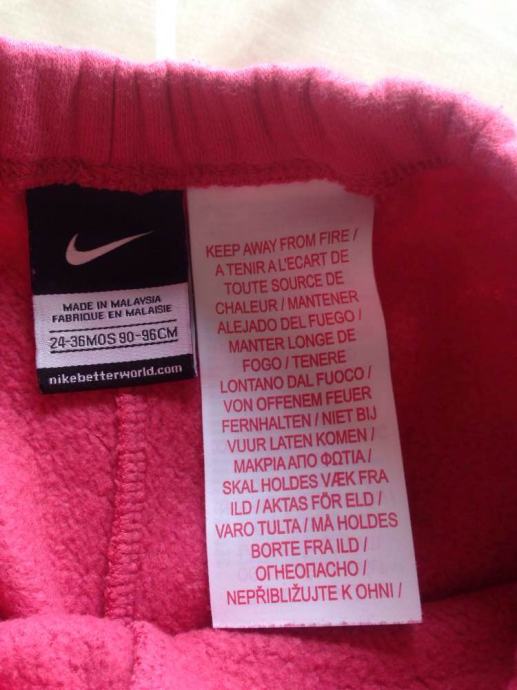 MADE IN MALAYSIA
FABRIQUE EN MALAISIE
24-36MOS 90-96CM
nikebetterworld.com
KEEP AWAY FROM FIRE /
A TENIR A L'ECART DE
TOUTE SOURCE DE
CHALEUR / MANTENER
ALEJADO DEL FUEGO /
MANTER LONGE DE
FOGO / TENERE
LONTANO DAL FUOCO /
VON OFFENEM FEUER
FERNHALTEN / NIET BIJ
VUUR LATEN KOMEN /
ΜΑΚΡΙΑ ΑΠΟ ΦΩΤΙΑ /
SKAL HOLDES VÆK FRA
ILD / AKTAS FÖR ELD /
VARO TULTA / MÅ HOLDES
BORTE FRA ILD /
ОГНЕОПАСНО /
NEPŘIBLIŽUJTE K OHNI /